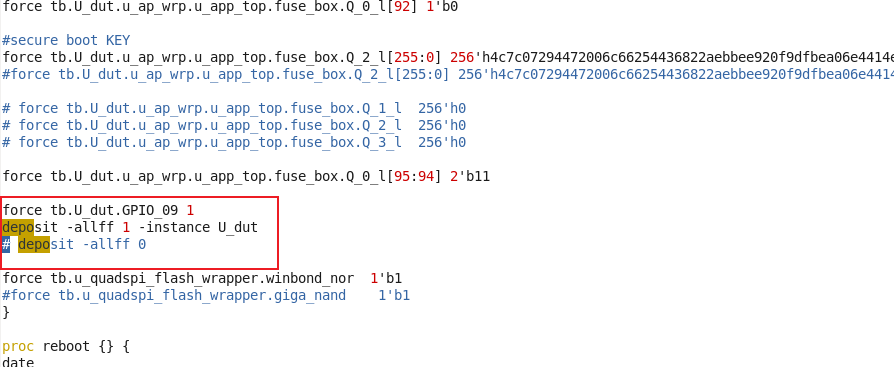 force tb.U_dut.u_ap_wrp.u_app_top.fuse_box.Q_0_l[92] 1'b0
#secure boot KEY
force tb.U_dut.u_ap_wrp.u_app_top.fuse_box.Q_2_l[255:0] 256'h4c7c07294472006c66254436822aebbee920f9dfbea06e4414e
#force tb.U_dut.u_ap_wrp.u_app_top.fuse_box.Q_2_l[255:0] 256'h4c7c07294472006c66254436822aebbee920f9dfbea06e4414
# force tb.U_dut.u_ap_wrp.u_app_top.fuse_box.Q_1_l  256'h0
# force tb.U_dut.u_ap_wrp.u_app_top.fuse_box.Q_2_l  256'h0
# force tb.U_dut.u_ap_wrp.u_app_top.fuse_box.Q_3_l  256'h0
force tb.U_dut.u_ap_wrp.u_app_top.fuse_box.Q_0_l[95:94] 2'b11
force tb.U_dut.GPIO_09 1
deposit -allff 1 -instance U_dut
# deposit -allff 0
force tb.u_quadspi_flash_wrapper.winbond_nor  1'b1
#force tb.u_quadspi_flash_wrapper.giga_nand    1'b1
}
proc reboot {} {
date